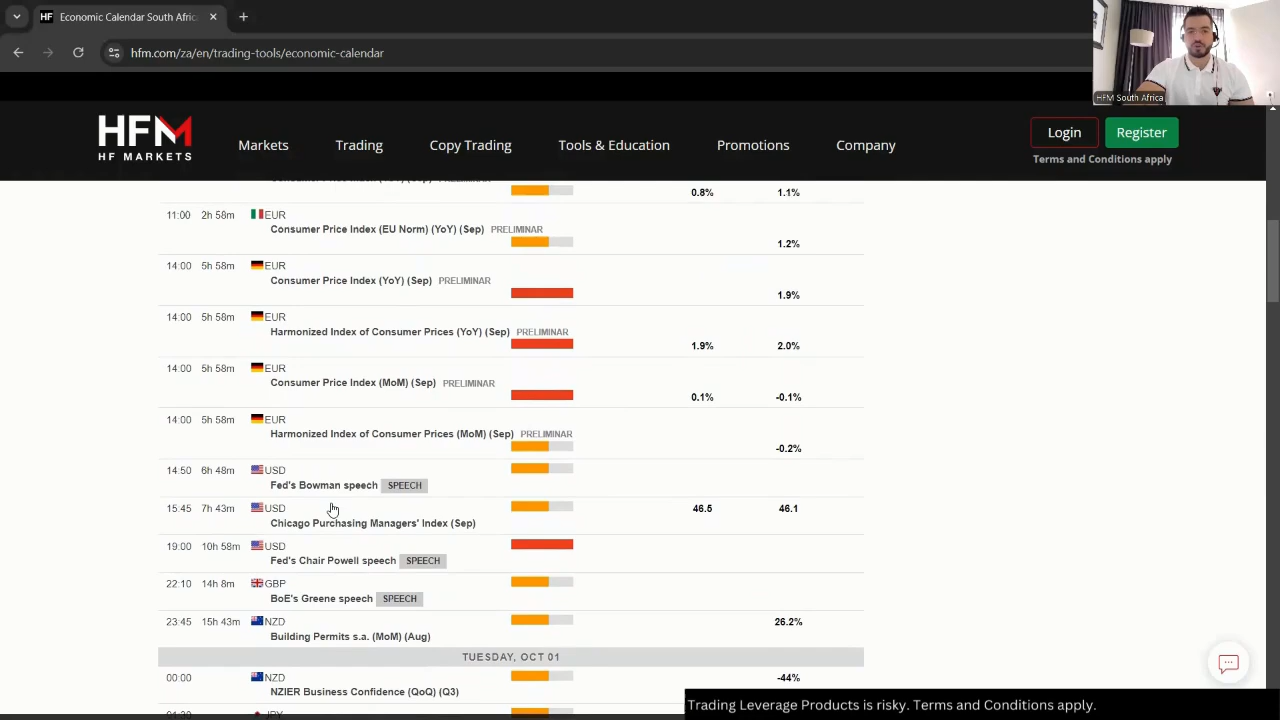 HF Economic Calendar South Afric
hfm.com/za/en/trading-tools/economic-calendar
HFM South Africa
HFM
HF MARKETS
Markets Trading Copy Trading Tools & Education Promotions Company
Login Register
Terms and Conditions apply
0.8% 1.1%
11:00 2h 58m EUR
Consumer Price Index (EU Norm) (YoY) (Sep) PRELIMINAR
1.2%
14:00 5h 58m EUR
Consumer Price Index (YoY) (Sep) PRELIMINAR
1.9%
14:00 5h 58m EUR
Harmonized Index of Consumer Prices (YoY) (Sep) PRELIMINAR
1.9% 2.0%
14:00 5h 58m EUR
Consumer Price Index (MoM) (Sep) PRELIMINAR
0.1% -0.1%
14:00 5h 58m EUR
Harmonized Index of Consumer Prices (MoM) (Sep) PRELIMINAR
-0.2%
14:50 6h 48m USD
Fed's Bowman speech SPEECH
15:45 7h 43m USD 46.5 46.1
Chicago Purchasing Managers' Index (Sep)
19:00 10h 58m USD
Fed's Chair Powell speech SPEECH
22:10 14h 8m GBP
BoE's Greene speech SPEECH
23:45 15h 43m NZD 26.2%
Building Permits s.a. (MoM) (Aug)
TUESDAY, OCT 01
00:00 NZD -44%
NZIER Business Confidence (QoQ) (Q3)
Trading Leverage Products is risky. Terms and Conditions apply.